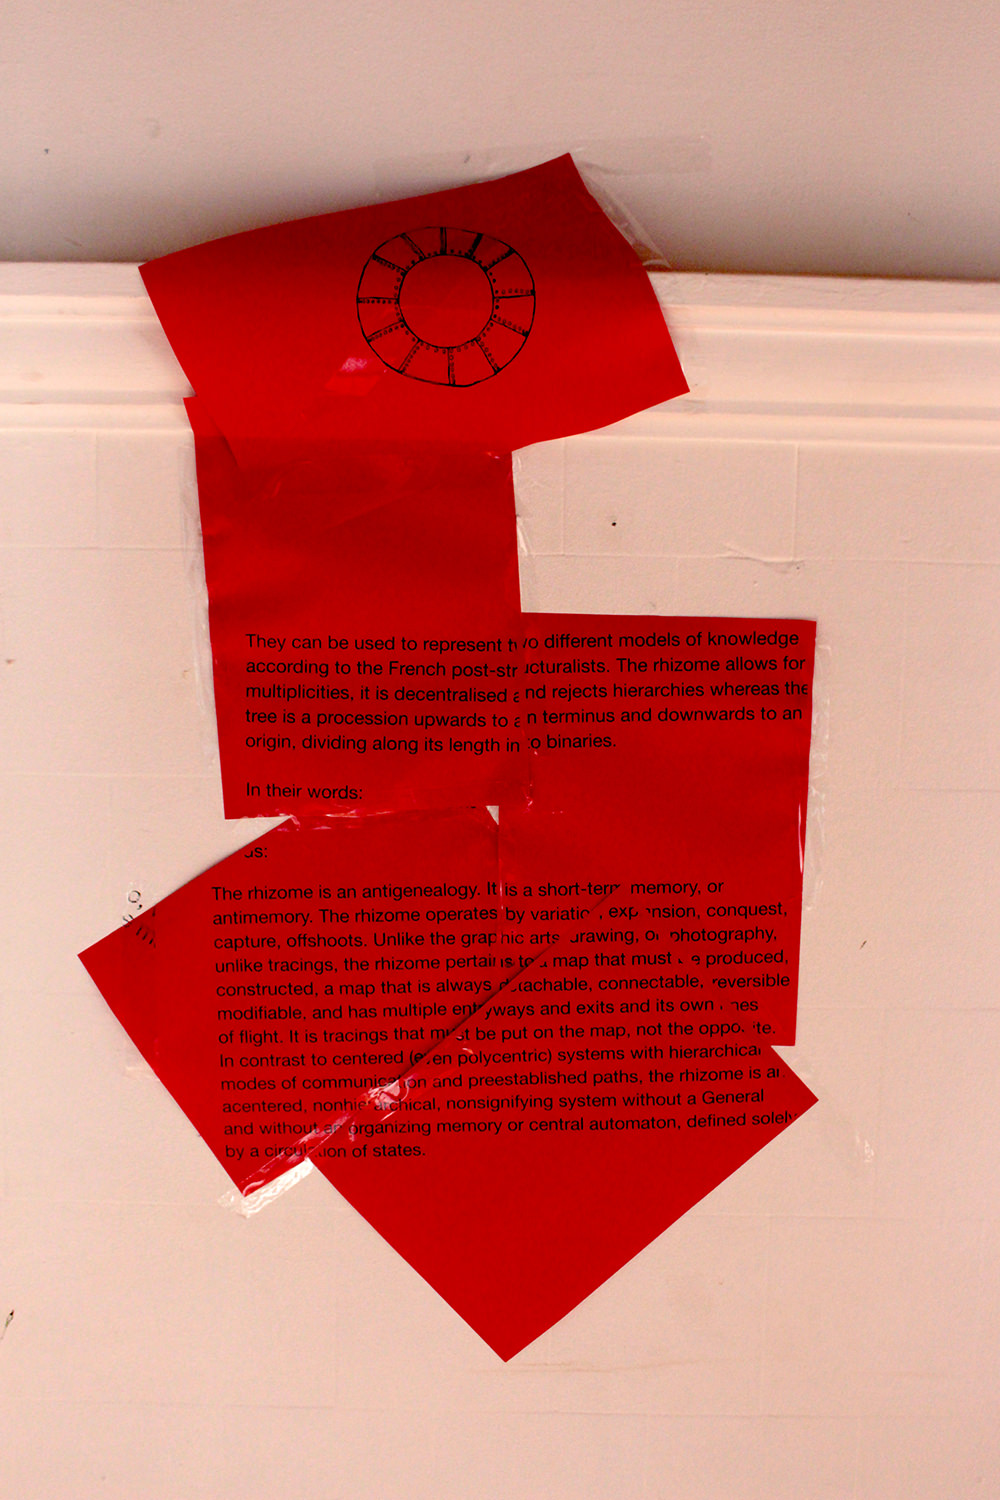 They can be used to represent two different models of knowledge
according to the French post-structuralists. The rhizome allows for
multiplicities, it is decentralised and rejects hierarchies whereas the
tree is a procession upwards to an terminus and downwards to an
origin, dividing along its length into binaries.
In their words:
us:
The rhizome is an antigenealogy. It is a short-term memory, or
antimemory. The rhizome operates by variation, expansion, conquest,
capture, offshoots. Unlike the graphic arts drawing, or photography,
unlike tracings, the rhizome pertains to a map that must be produced,
constructed, a map that is always detachable, connectable, reversible
modifiable, and has multiple entryways and exits and its own lines
of flight. It is tracings that must be put on the map, not the opposite.
In contrast to centered (even polycentric) systems with hierarchical
modes of communication and preestablished paths, the rhizome is an
acentered, nonhierarchical, nonsignifying system without a General
and without an organizing memory or central automaton, defined solely
by a circulation of states.